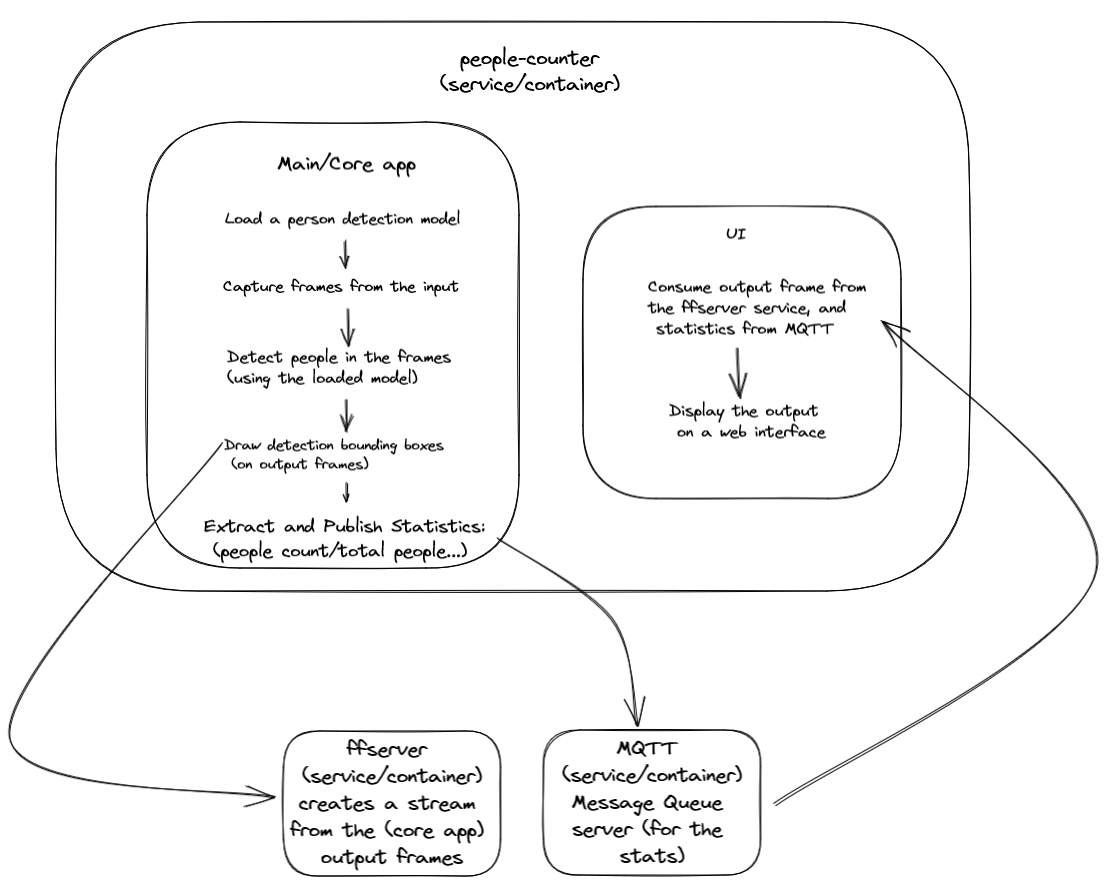 people-counter
(service/container)
Main/Core app
Load a person detection model
Capture frames from the input
Detect people in the frames
(using the loaded model)
Draw detection bounding boxes
(on output frames)
Extract and Publish Statistics:
(people count/total people...)
UI
Consume output frame from
the ffserver service, and
statistics from MQTT
Display the output
on a web interface
ffserver
(service/container)
creates a stream
from the (core app)
output frames
MQTT
(service/container)
Message Queue
server (for the
stats)